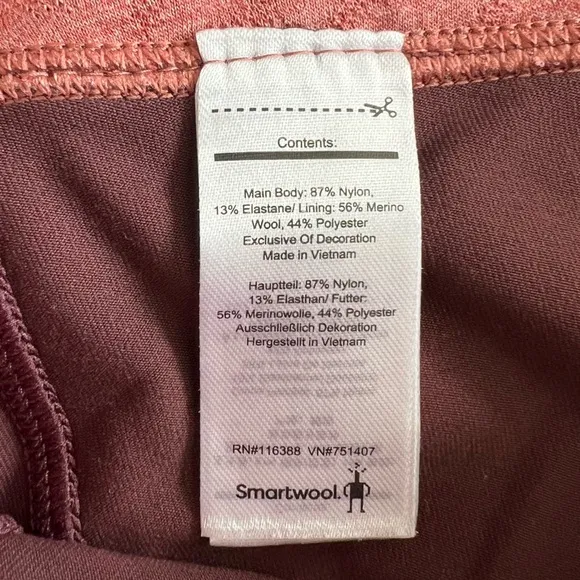 Contents:
Main Body: 87% Nylon,
13% Elastane/ Lining: 56% Merino
Wool, 44% Polyester
Exclusive Of Decoration
Made in Vietnam
Hauptteil: 87% Nylon,
13% Elasthan/ Futter:
56% Merinowolle, 44% Polyester
Ausschließlich Dekoration
Hergestellt in Vietnam
RN#116388 VN#751407
Smartwool.